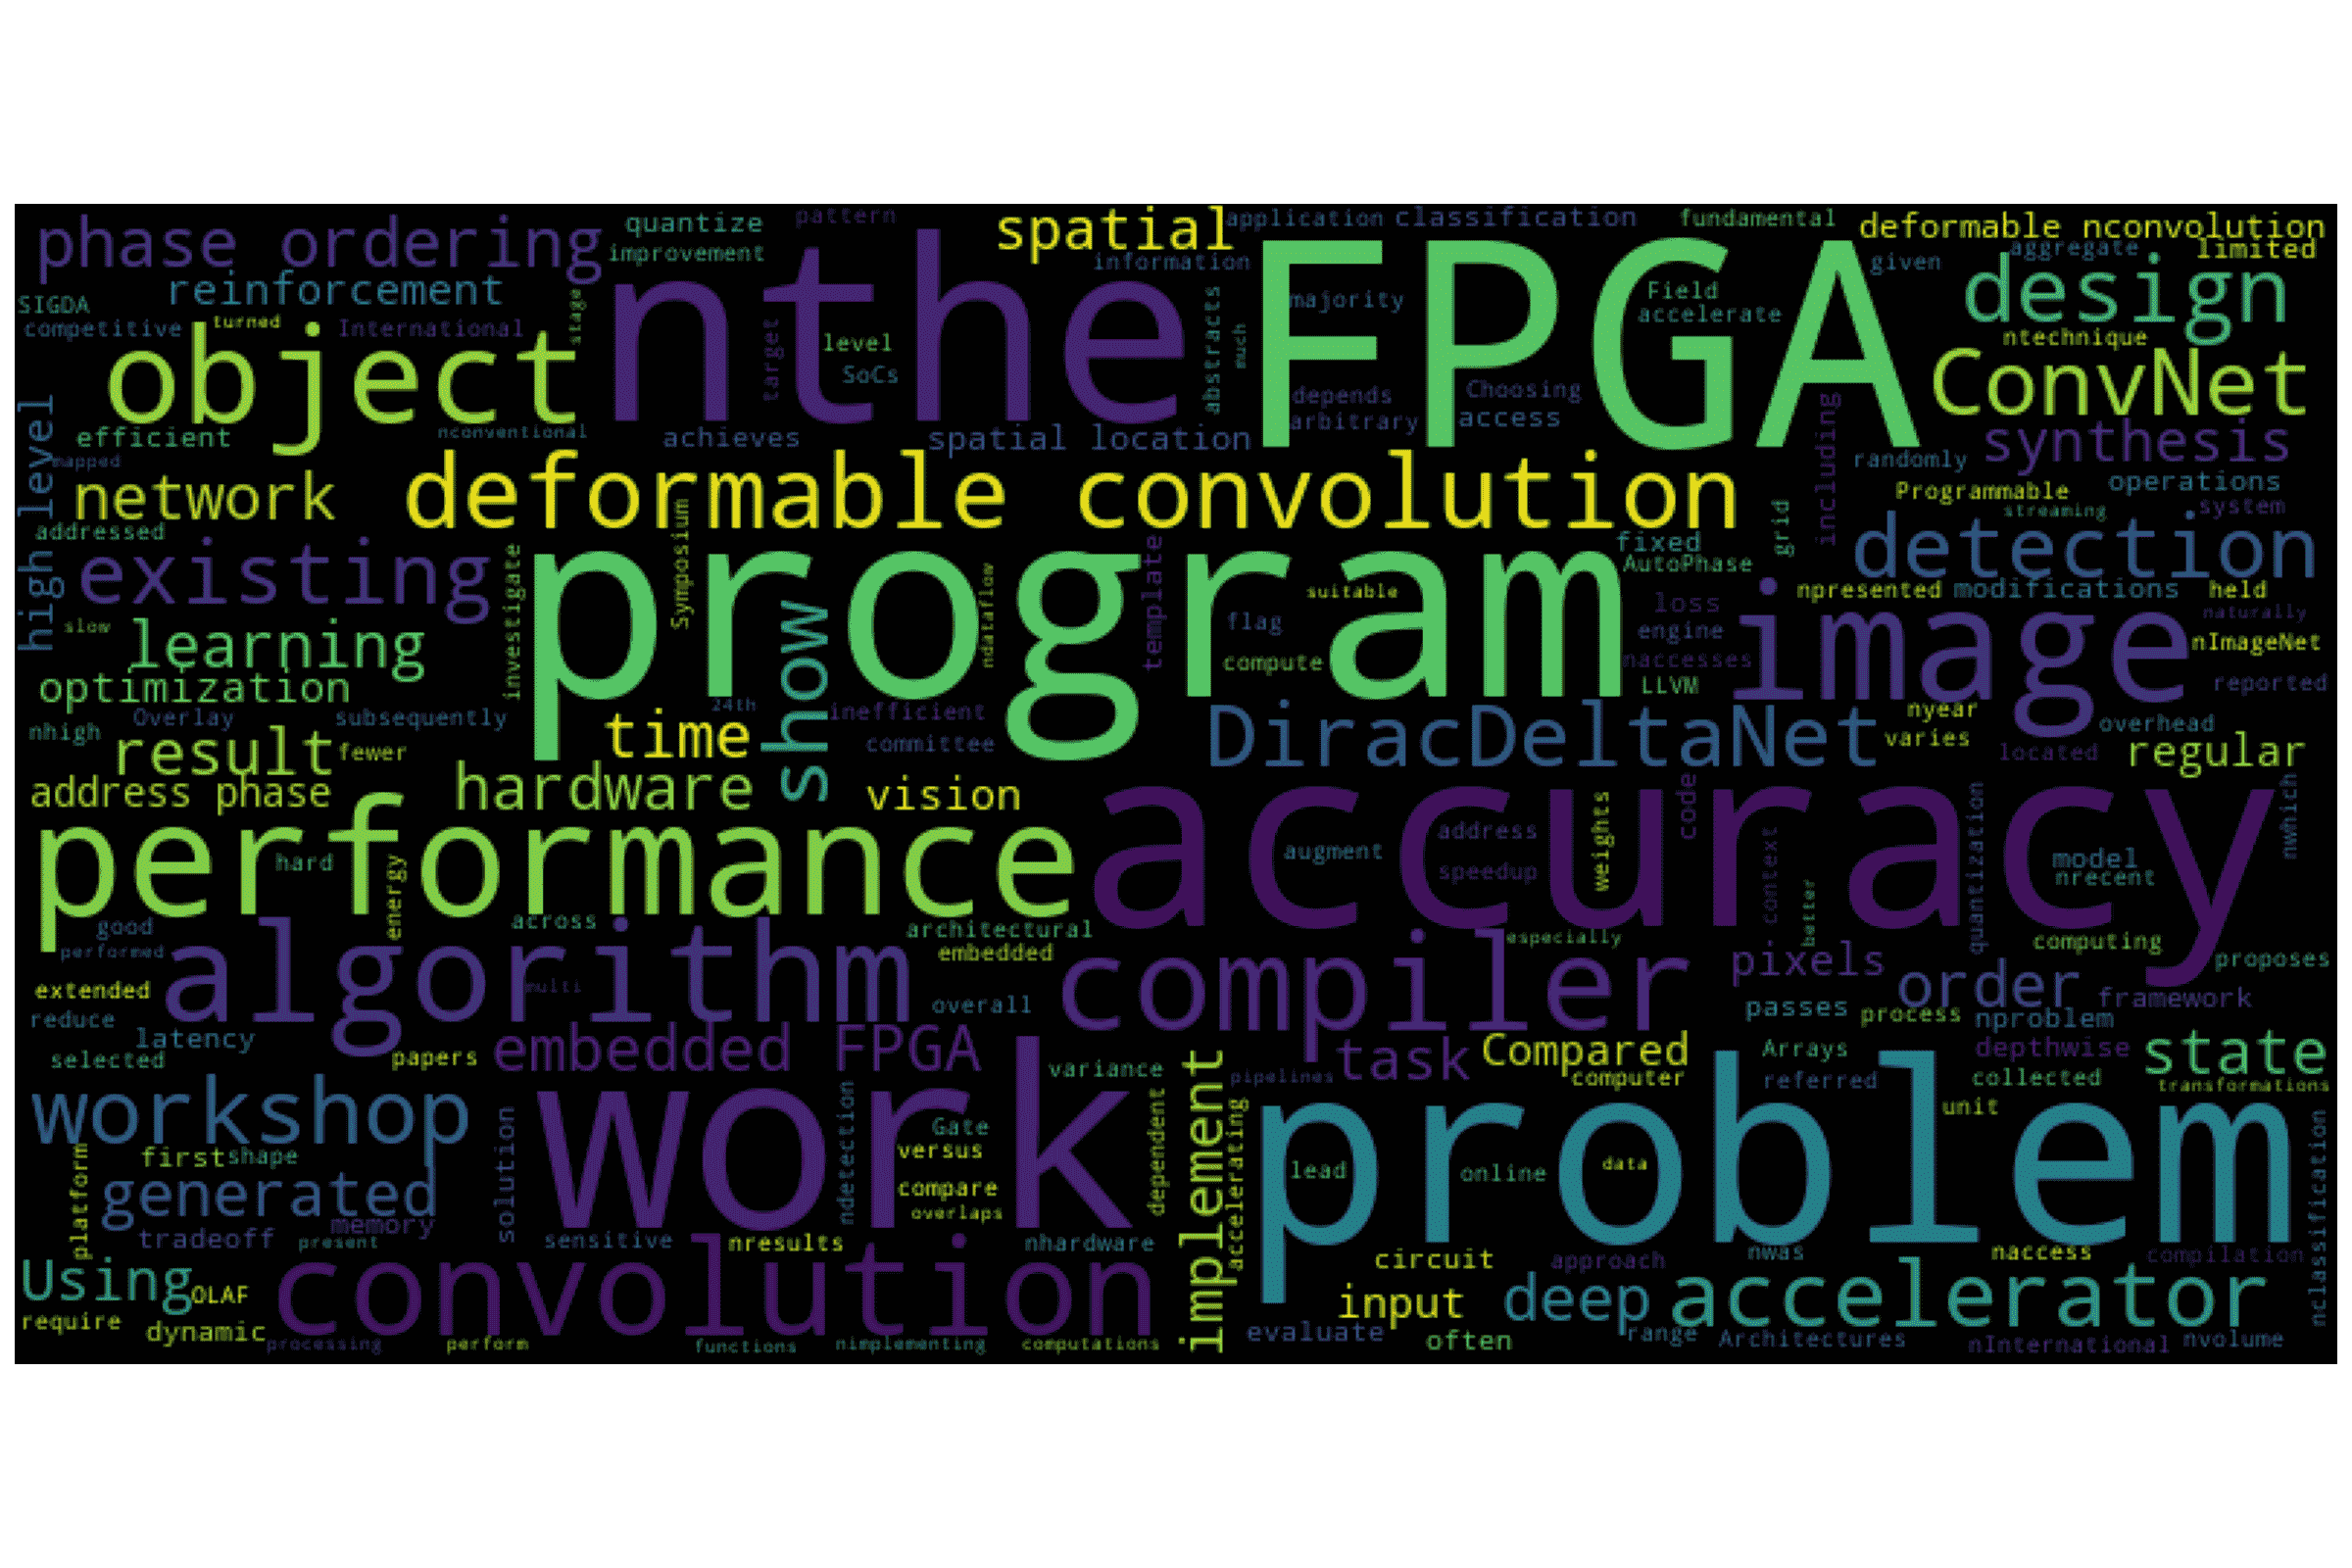 quantize pattern spatial application classification fundamental deformable nconvolution
phase ordering improvement nthe information FPGA given aggregate limited
reinforcement stage abstracts majority Field design
SIGDA turned International target level much accelerate
competitive SoCs ntechnique
object depends Choosing ConvNet
efficient nconventional achieves spatial location arbitrary access including synthesis
mapped randomly
network deformable convolution Programmable operations
high level addressed Symposium streaming system
existing investigate program ndataflow template fixed grid detection
show suitable AutoPhase
slow learning flag loss image npresented modifications held
compute engine naturally
optimization naccesses nImageNet
LLVM reported
Overlay subsequently 24th inefficient nyear overhead
nhigh result fewer time committee DiracDeltaNet varies located regular
address phase hardware vision code nwhich
performance accuracy weights address context quantization
hard energy augment speedup model
nrecent
good across architectural especially better computing
performed algorithm embedded compiler pixels proposes
extended multi overall order framework
reduce latency passes process nproblem
selected papers embedded FPGA variance task Compared Arrays depthwise state
work pipelines computer referred collected transformations
workshop solution ndetection Gate dependent implement accelerating problem unit nclassification
platform first shape versus lead online data
generated compare
memory overlaps
tradeoff present sensitive nresults nhardware nwas naccess compilation
Using OLAF convolution circuit approach accelerator
input deep
require dynamic evaluate often range Architectures nInternational nvolume
processing perform functions nimplementing computations